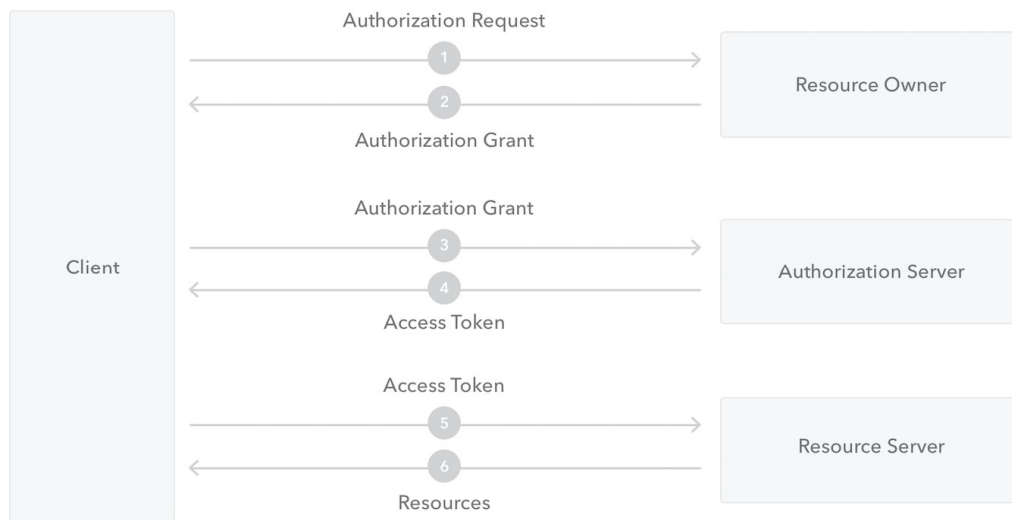 Authorization Request
1
Resource Owner
2
Authorization Grant
Authorization Grant
3
Client
Authorization Server
4
Access Token
Access Token
5
Resource Server
6
Resources